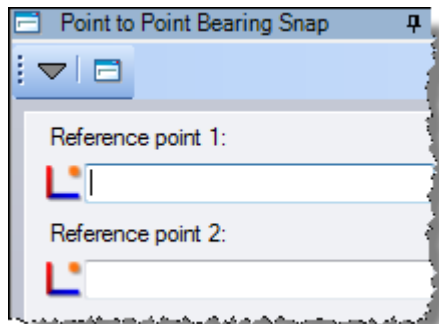 Point to Point Bearing Snap
Reference point 1:
Reference point 2: